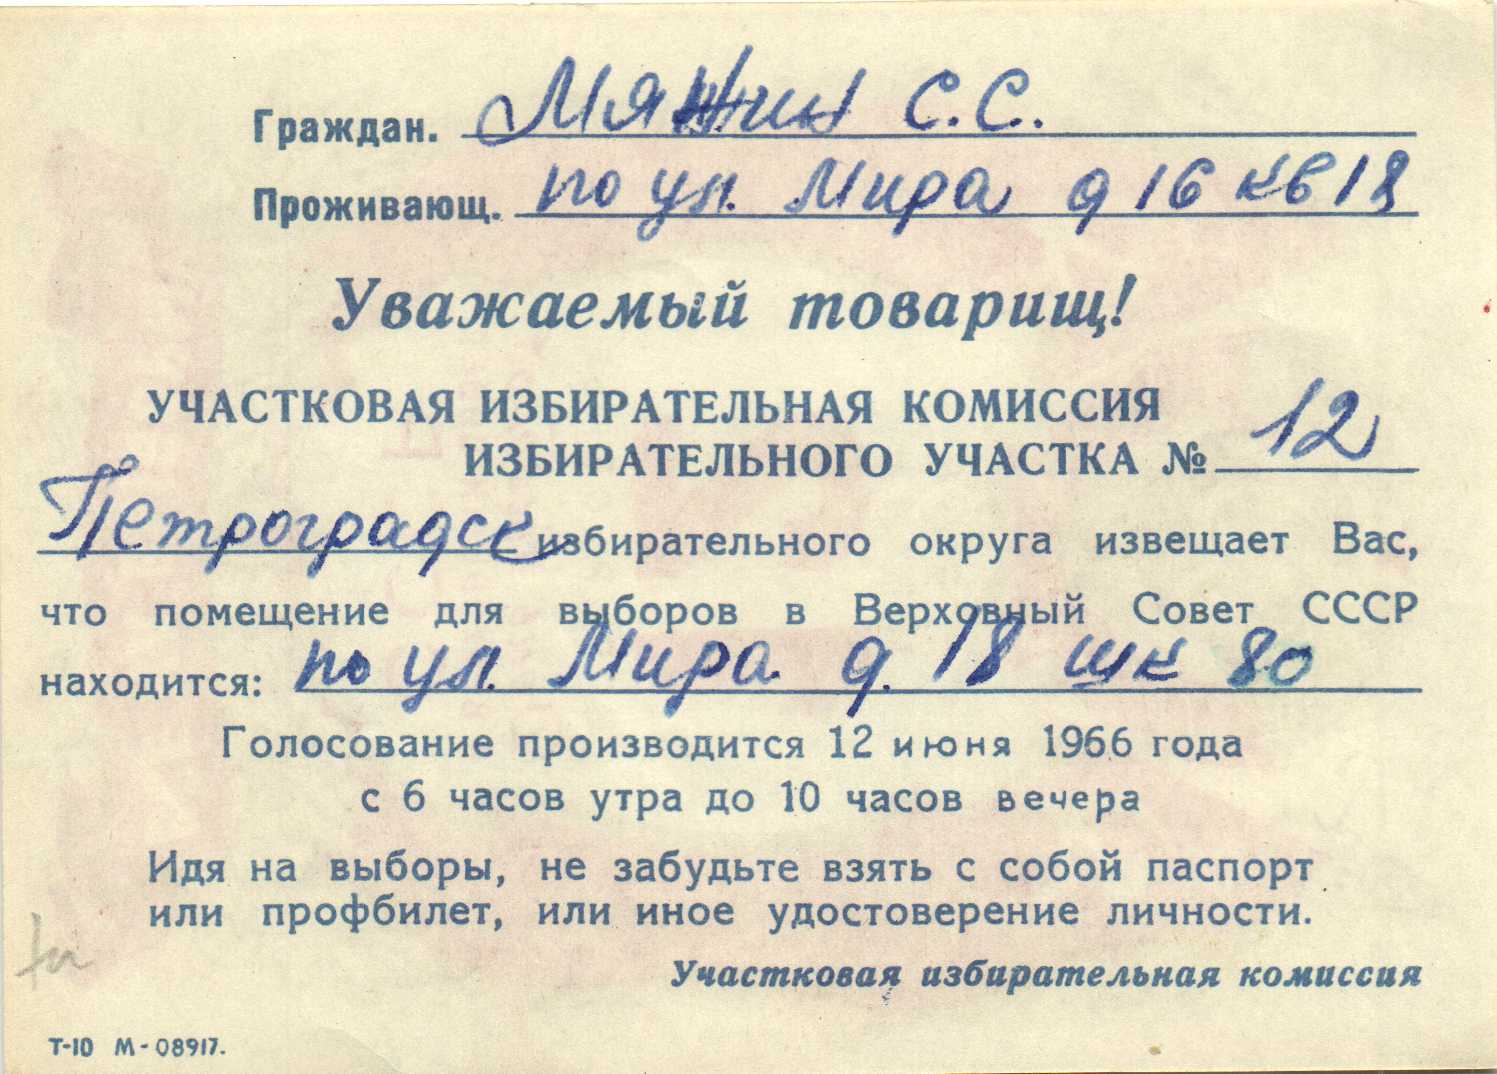 Граждан. Мяжин С.С.
Проживающ. по ул. Мира д 16 кв 18
Уважаемый товарищ!
УЧАСТКОВАЯ ИЗБИРАТЕЛЬНАЯ КОМИССИЯ
ИЗБИРАТЕЛЬНОГО УЧАСТКА № 12
Петроградск избирательного округа извещает Вас,
что помещение для выборов в Верховный Совет СССР
находится: по ул. Мира д. 18 шк 80
Голосование производится 12 июня 1966 года
с 6 часов утра до 10 часов вечера
Идя на выборы, не забудьте взять с собой паспорт
или профбилет, или иное удостоверение личности.
Участковая избирательная комиссия
Т-10 М-08917.